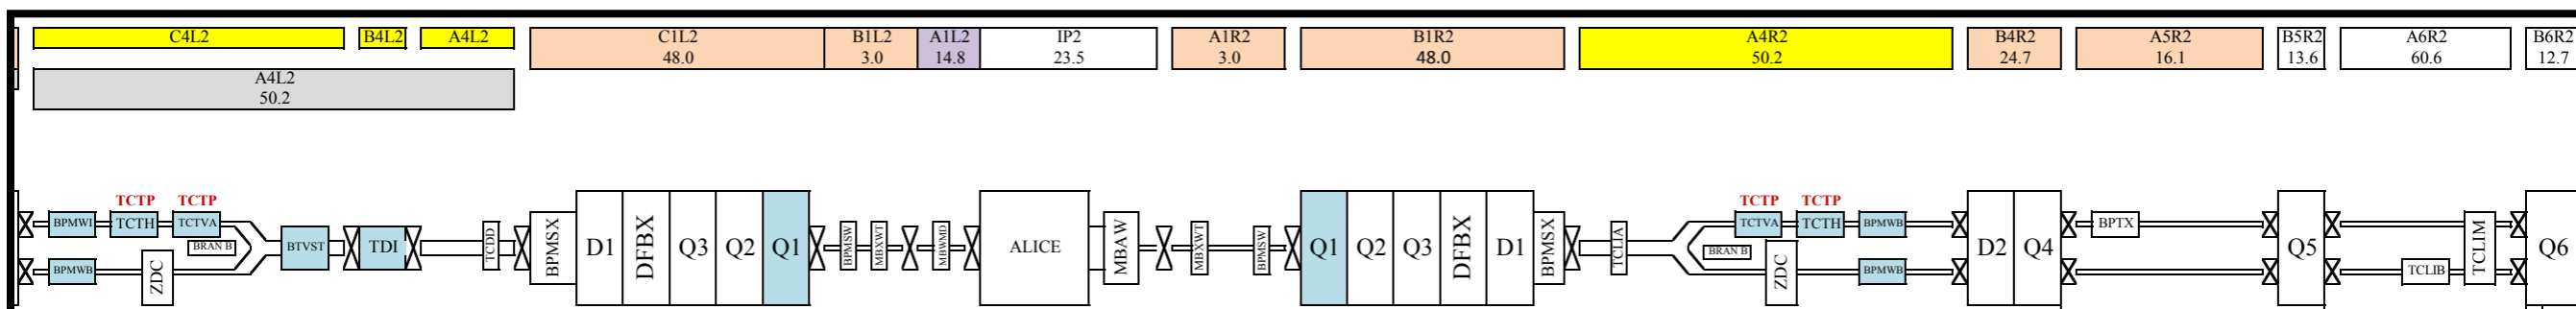 C4L2
B4L2
A4L2
A4L2
50.2
C1L2
48.0
B1L2
3.0
A1L2
14.8
IP2
23.5
A1R2
3.0
B1R2
48.0
A4R2
50.2
B4R2
24.7
A5R2
16.1
B5R2
13.6
A6R2
60.6
B6R2
12.7
TCTP
TCTP
BPMWI
TCTH
TCTVA
BRAN B
BPMWB
ZDC
BTVST
TDI
TCDD
BPMSX
D1
DFBX
Q3
Q2
Q1
BPMSW
MBXWT
MBWMD
ALICE
MBAW
MBXWT
BPMSW
Q1
Q2
Q3
DFBX
D1
BPMSX
TCLIA
TCTP
TCTP
TCTVA
TCTH
BPMWB
BRAN B
ZDC
BPMWB
D2
Q4
BPTX
Q5
TCLIB
TCLIM
Q6